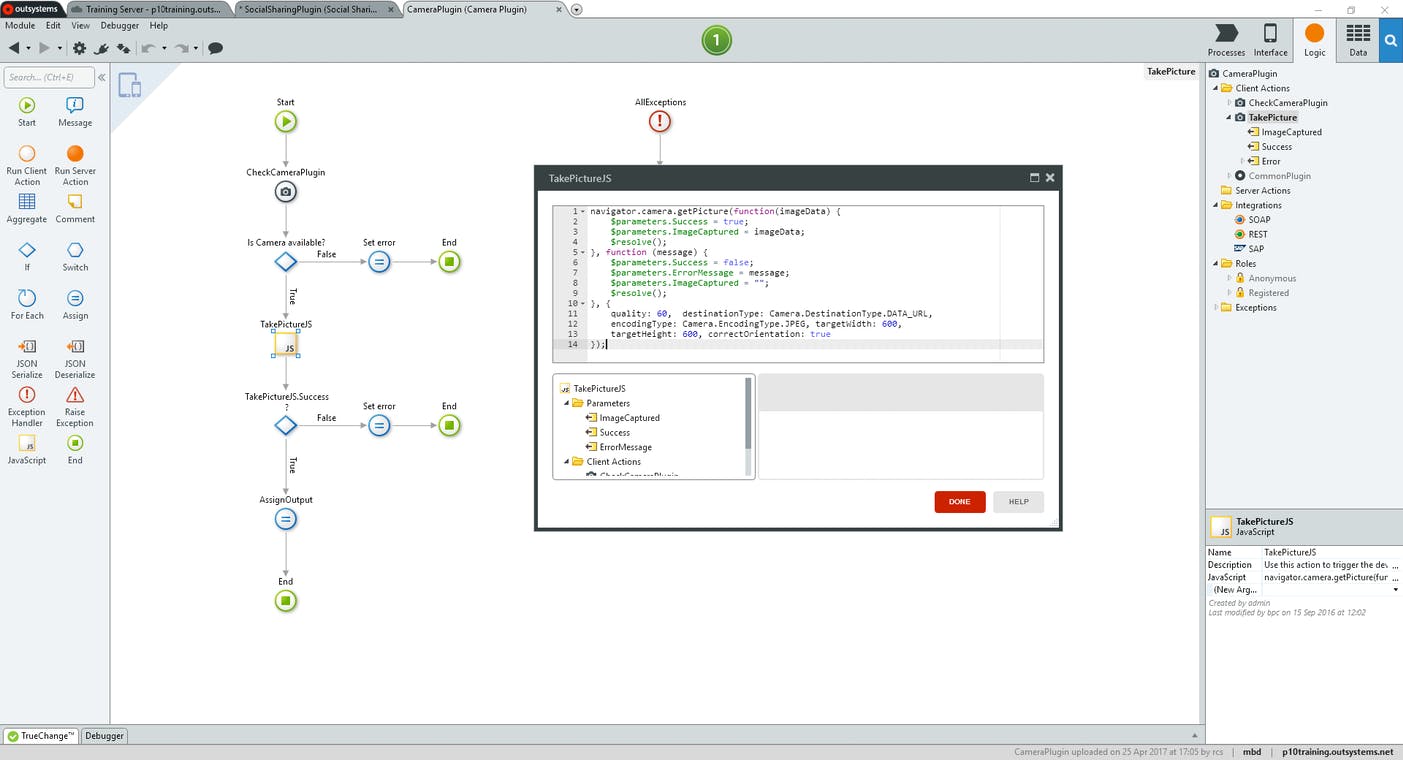 outsystems
Training Server - p10training.outs...
* SocialSharingPlugin (Social Shari...
CameraPlugin (Camera Plugin)
Module Edit View Debugger Help
1
Processes
Interface
Logic
Data
Search... (Ctrl+E)
Start
Message
Run Client
Action
Run Server
Action
Aggregate
Comment
If
Switch
For Each
Assign
JSON
Serialize
JSON
Deserialize
Exception
Handler
Raise
Exception
JS
JavaScript
End
TakePicture
Start
CheckCameraPlugin
Is Camera available?
False
Set error
End
True
TakePictureJS
JS
TakePictureJS.Success
?
False
Set error
End
True
AssignOutput
End
AllExceptions
TakePictureJS
1 navigator.camera.getPicture(function(imageData) {
2 $parameters.Success = true;
3 $parameters.ImageCaptured = imageData;
4 $resolve();
5 }, function (message) {
6 $parameters.Success = false;
7 $parameters.ErrorMessage = message;
8 $parameters.ImageCaptured = "";
9 $resolve();
10 }, {
11 quality: 60, destinationType: Camera.DestinationType.DATA_URL,
12 encodingType: Camera.EncodingType.JPEG, targetWidth: 600,
13 targetHeight: 600, correctOrientation: true
14 });
JS TakePictureJS
Parameters
ImageCaptured
Success
ErrorMessage
Client Actions
CheckCameraPlugin
DONE
HELP
CameraPlugin
Client Actions
CheckCameraPlugin
TakePicture
ImageCaptured
Success
Error
CommonPlugin
Server Actions
Integrations
SOAP
REST
SAP SAP
Roles
Anonymous
Registered
Exceptions
JS
TakePictureJS
JavaScript
Name TakePictureJS
Description Use this action to trigger the dev ...
JavaScript navigator.camera.getPicture(fur ...
(New Arg...
Created by admin
Last modified by bpc on 15 Sep 2016 at 12:02
TrueChange™
Debugger
CameraPlugin uploaded on 25 Apr 2017 at 17:05 by rcs | mbd | p10training.outsystems.net